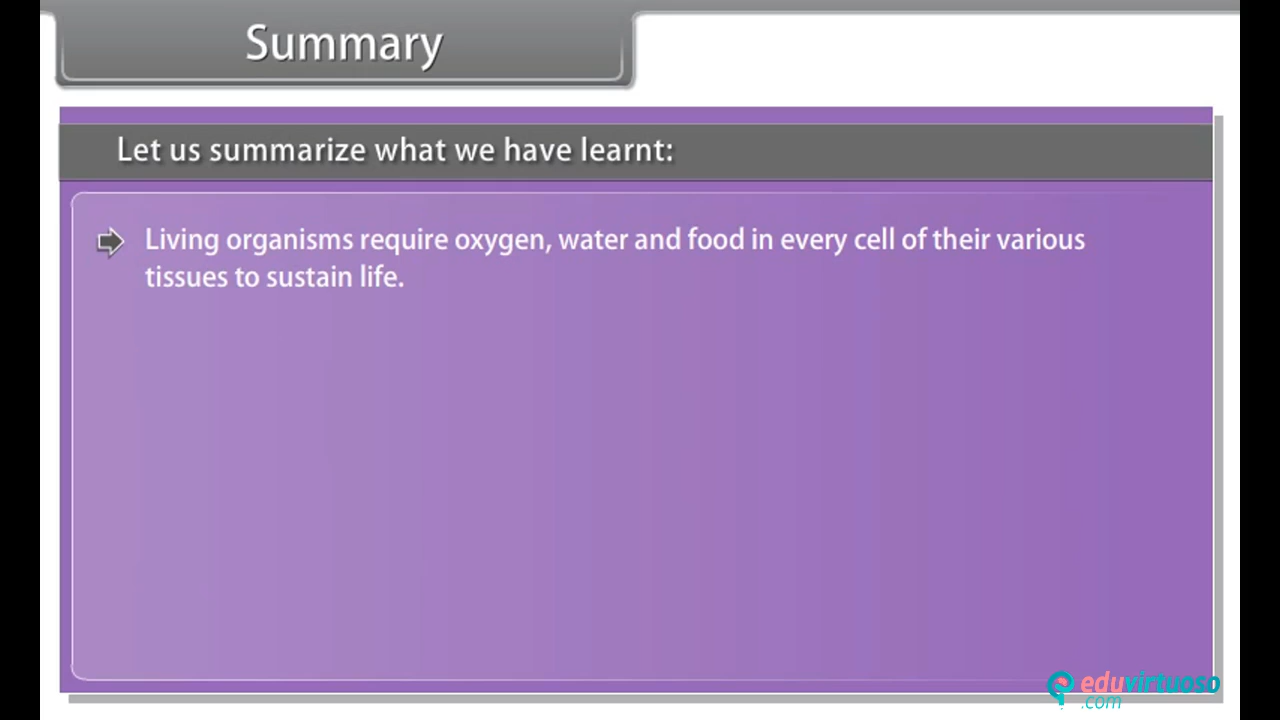 Summary
Let us summarize what we have learnt:
Living organisms require oxygen, water and food in every cell of their various
tissues to sustain life.
eduvirtuoso
.com